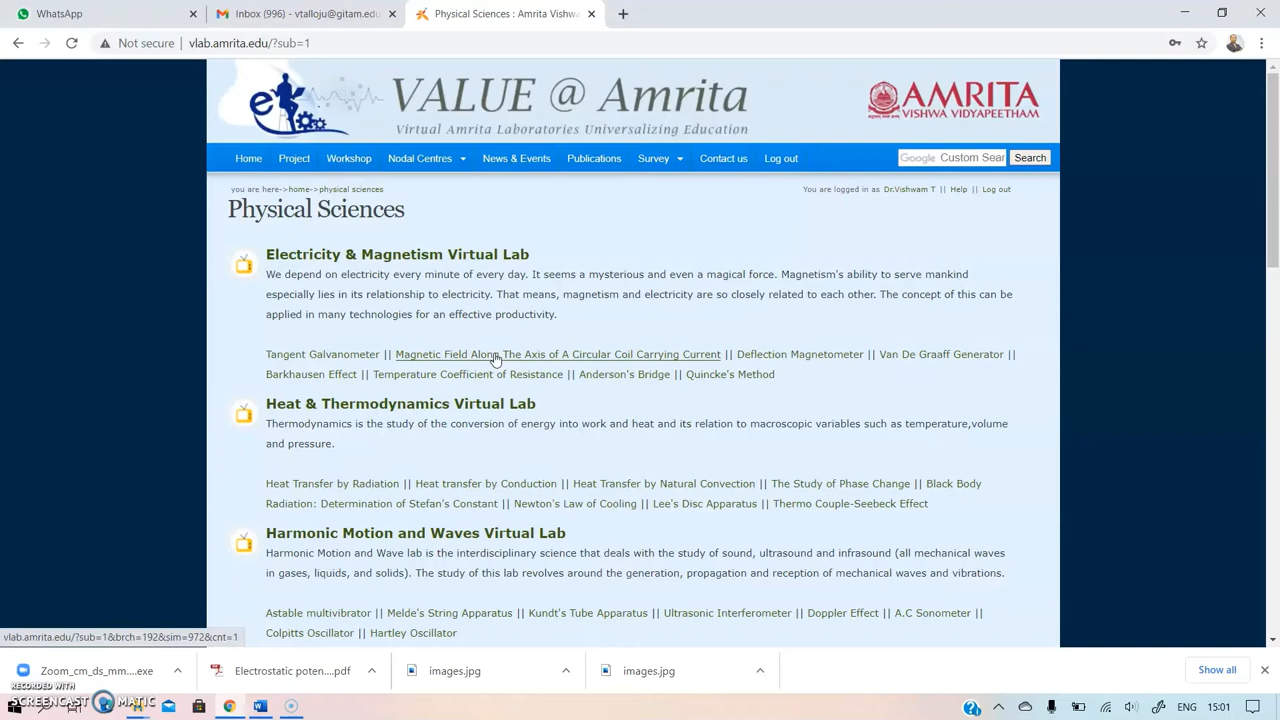 WhatsApp
Inbox (996) - vtalloju@gitam.edu
Physical Sciences : Amrita Vishw
Not secure | vlab.amrita.edu/?sub=1
VALUE @ Amrita
Virtual Amrita Laboratories Universalizing Education
AMRITA
VISHWA VIDYAPEETHAM
Home Project Workshop Nodal Centres News & Events Publications Survey Contact us Log out Google Custom Sear Search
you are here->home->physical sciences You are logged in as Dr.Vishwam T || Help || Log out
Physical Sciences
Electricity & Magnetism Virtual Lab
We depend on electricity every minute of every day. It seems a mysterious and even a magical force. Magnetism's ability to serve mankind
especially lies in its relationship to electricity. That means, magnetism and electricity are so closely related to each other. The concept of this can be
applied in many technologies for an effective productivity.
Tangent Galvanometer || Magnetic Field Along The Axis of A Circular Coil Carrying Current || Deflection Magnetometer || Van De Graaff Generator ||
Barkhausen Effect || Temperature Coefficient of Resistance || Anderson's Bridge || Quincke's Method
Heat & Thermodynamics Virtual Lab
Thermodynamics is the study of the conversion of energy into work and heat and its relation to macroscopic variables such as temperature,volume
and pressure.
Heat Transfer by Radiation || Heat transfer by Conduction || Heat Transfer by Natural Convection || The Study of Phase Change || Black Body
Radiation: Determination of Stefan's Constant || Newton's Law of Cooling || Lee's Disc Apparatus || Thermo Couple-Seebeck Effect
Harmonic Motion and Waves Virtual Lab
Harmonic Motion and Wave lab is the interdisciplinary science that deals with the study of sound, ultrasound and infrasound (all mechanical waves
in gases, liquids, and solids). The study of this lab revolves around the generation, propagation and reception of mechanical waves and vibrations.
Astable multivibrator || Melde's String Apparatus || Kundt's Tube Apparatus || Ultrasonic Interferometer || Doppler Effect || A.C Sonometer ||
Colpitts Oscillator || Hartley Oscillator
vlab.amrita.edu/?sub=1&brch=192&sim=972&cnt=1
Zoom_cm_ds_mm....exe Electrostatic poten....pdf images.jpg images.jpg Show all
RECORDED WITH
SCREENCAST MATIC
ENG 15:01